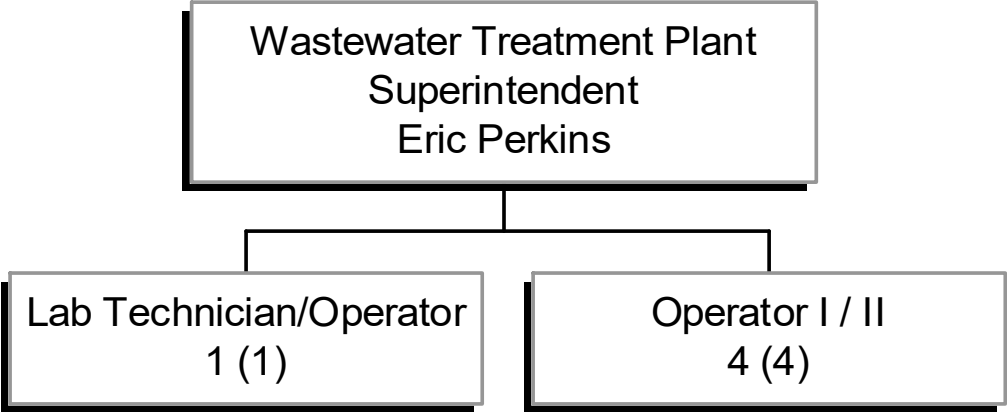 Wastewater Treatment Plant
Superintendent
Eric Perkins
Lab Technician/Operator
1 (1)
Operator I / II
4 (4)